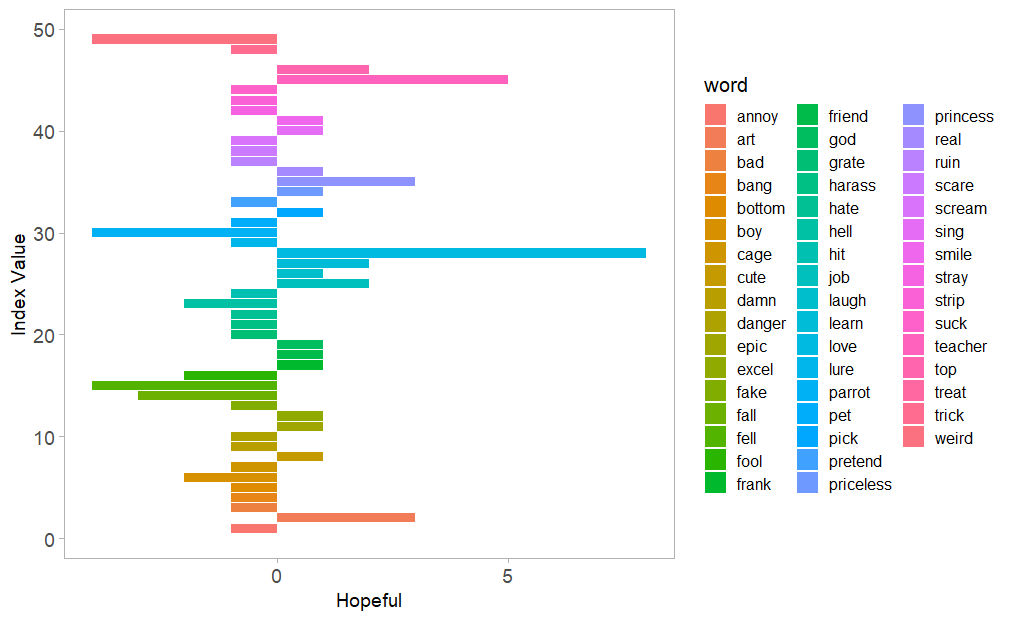 50
40
30
20
10
0
Index Value
0
5
Hopeful
word
annoy
art
bad
bang
bottom
boy
cage
cute
damn
danger
epic
excel
fake
fall
fell
fool
frank
friend
god
grate
harass
hate
hell
hit
job
laugh
learn
love
lure
parrot
pet
pick
pretend
priceless
princess
real
ruin
scare
scream
sing
smile
stray
strip
suck
teacher
top
treat
trick
weird